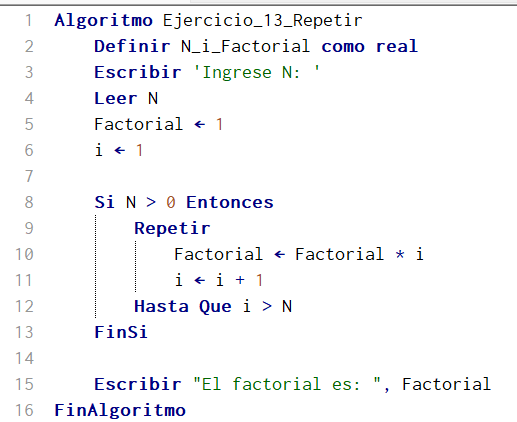 1 Algoritmo Ejercicio_13_Repetir
2 Definir N_i_Factorial como real
3 Escribir 'Ingrese N: '
4 Leer N
5 Factorial ← 1
6 i ← 1
7
8 Si N > 0 Entonces
9 Repetir
10 Factorial ← Factorial * i
11 i ← i + 1
12 Hasta Que i > N
13 FinSi
14
15 Escribir "El factorial es: ", Factorial
16 FinAlgoritmo